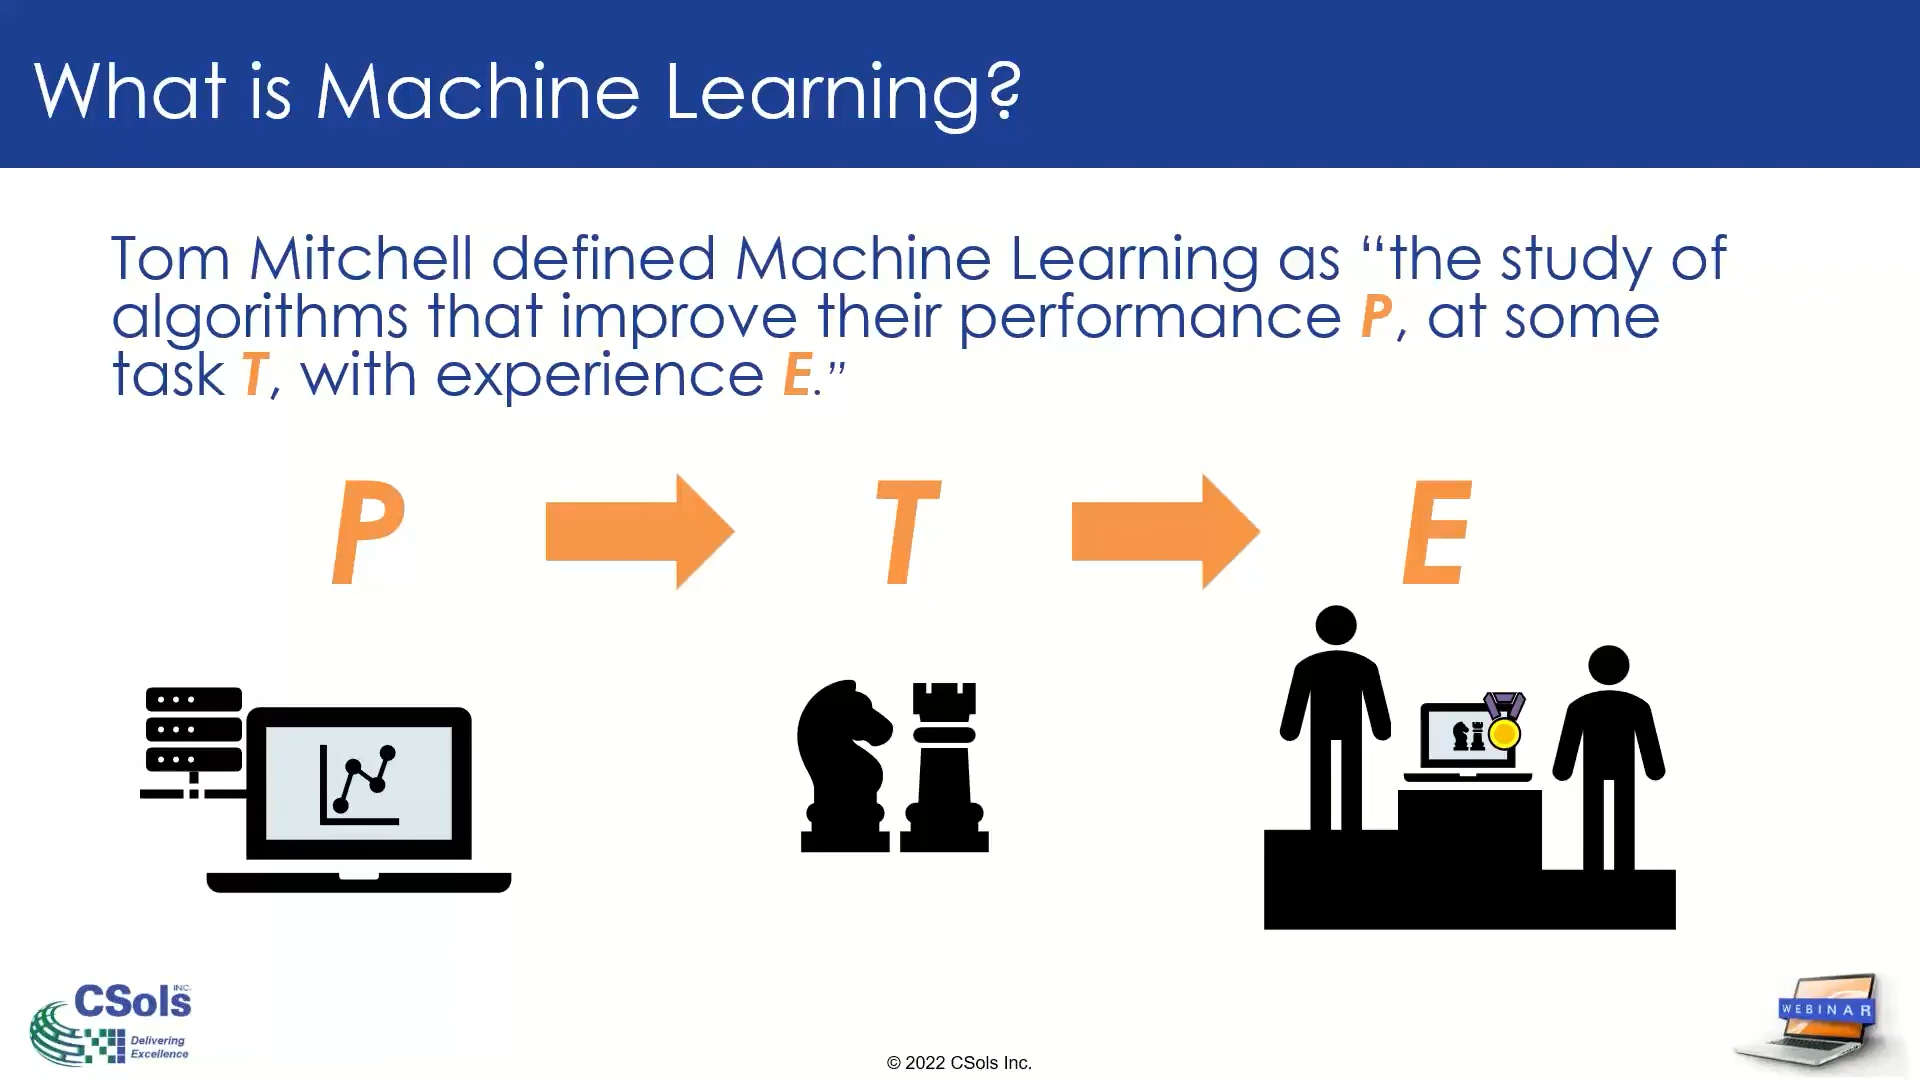 What is Machine Learning?
Tom Mitchell defined Machine Learning as “the study of
algorithms that improve their performance P, at some
task T, with experience E.”
P T E
CSols INC.
Delivering
Excellence
WEBINAR
© 2022 CSols Inc.